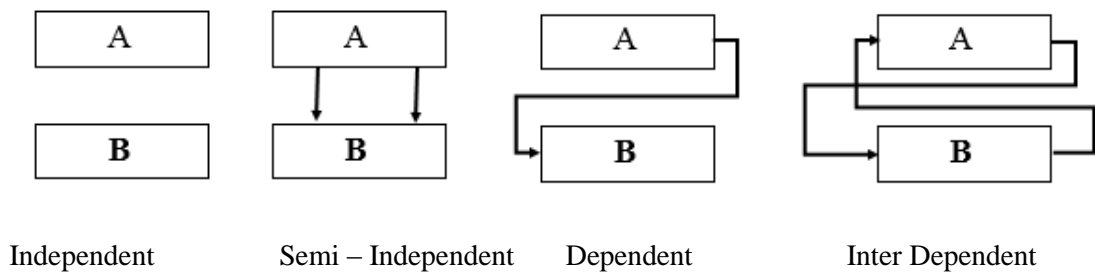 A A A A
B B B B
Independent Semi – Independent Dependent Inter Dependent